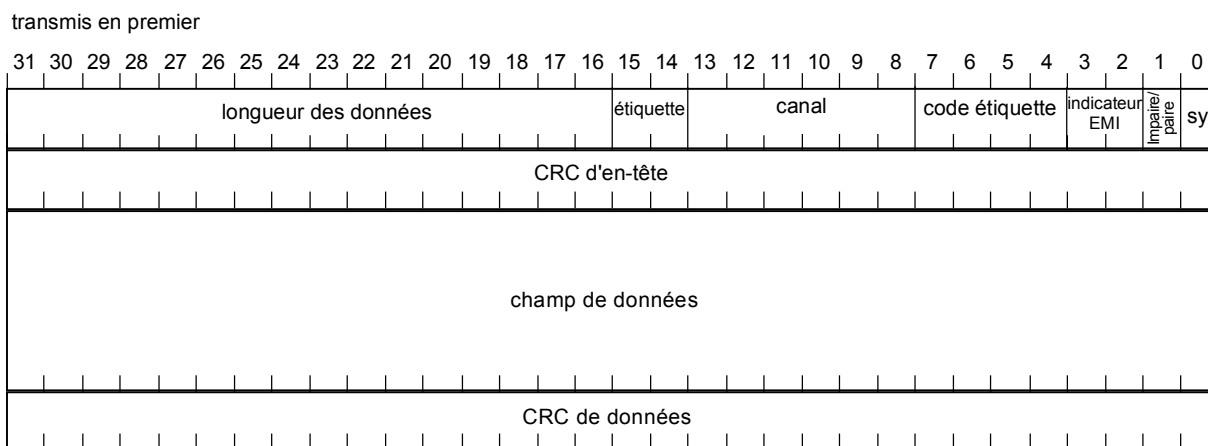 transmis en premier
31 30 29 28 27 26 25 24 23 22 21 20 19 18 17 16 15 14 13 12 11 10 9 8 7 6 5 4 3 2 1 0
longueur des données étiquette canal code étiquette indicateur EMI Impaire/ paire sy
CRC d'en-tête
champ de données
CRC de données